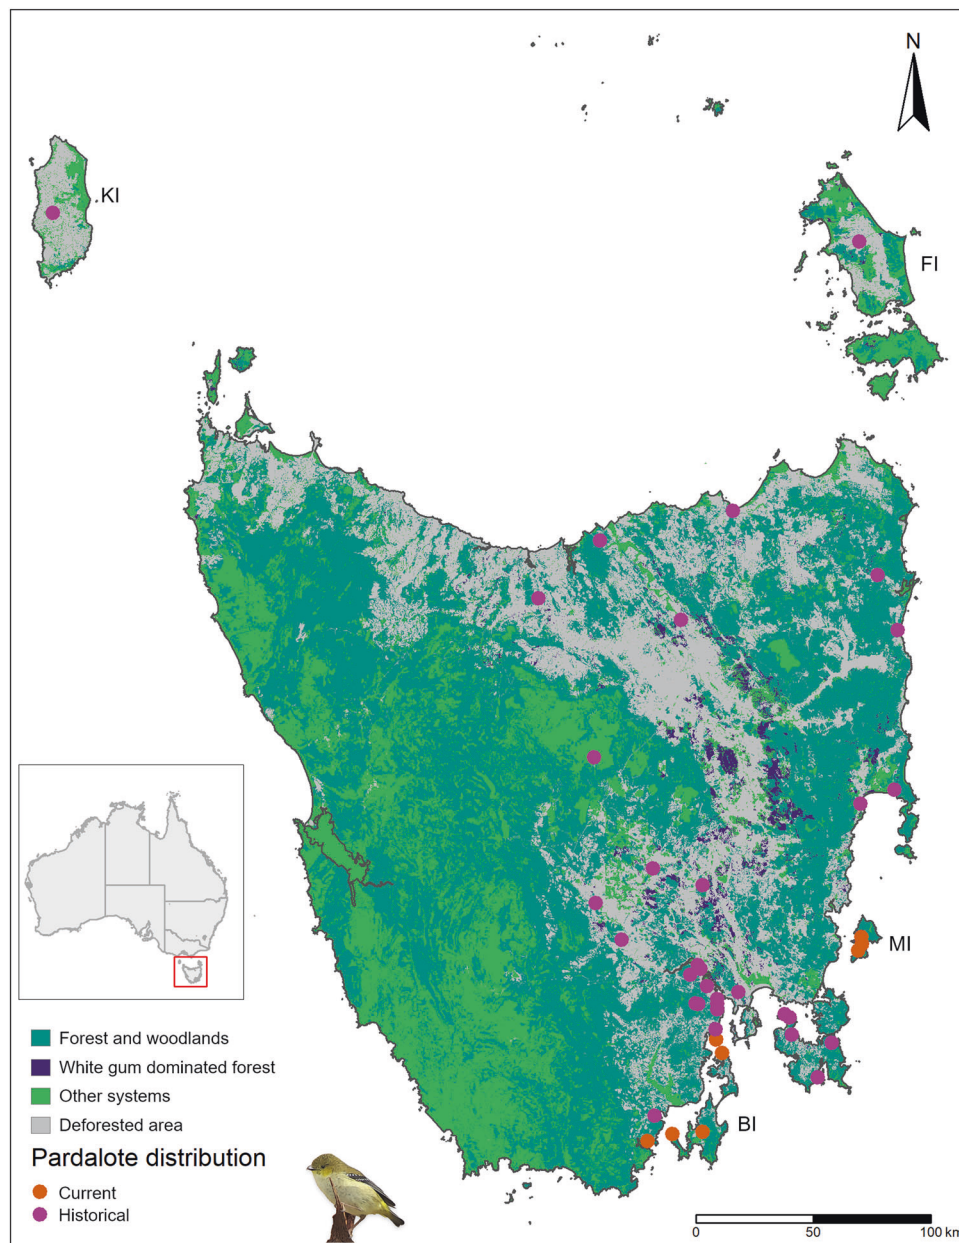 N
KI
FI
MI
BI
Forest and woodlands
White gum dominated forest
Other systems
Deforested area
Pardalote distribution
Current
Historical
0 50 100 km